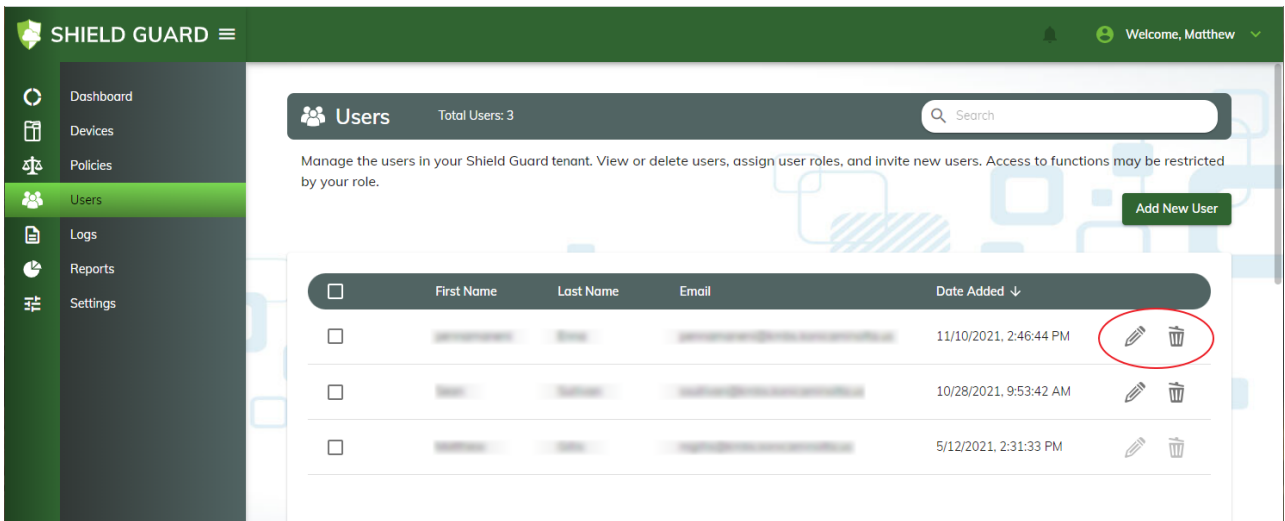 SHIELD GUARD
Welcome, Matthew
Dashboard
Devices
Policies
Users
Logs
Reports
Settings
Users
Total Users: 3
Search
Manage the users in your Shield Guard tenant. View or delete users, assign user roles, and invite new users. Access to functions may be restricted
by your role.
Add New User
First Name Last Name Email Date Added ↓
11/10/2021, 2:46:44 PM
10/28/2021, 9:53:42 AM
5/12/2021, 2:31:33 PM